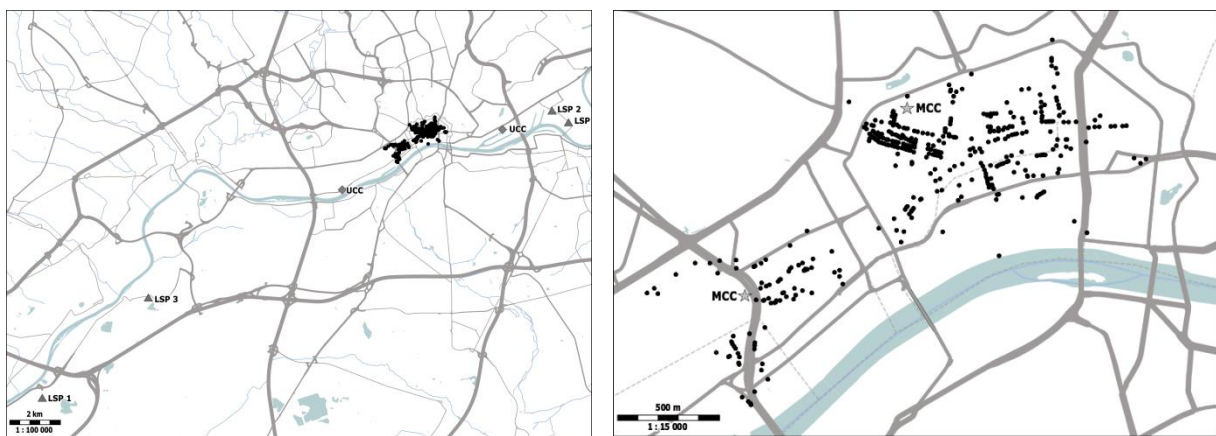 LSP 2
LSP
UCC
UCC
LSP 3
LSP 1
2 km
1 : 100 000
MCC
MCC
500 m
1 : 15 000